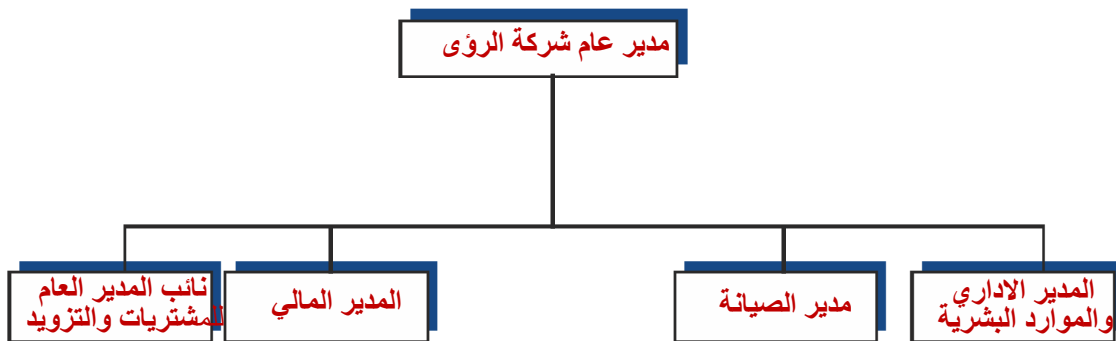 مدير عام شركة الرؤى
المدير الاداري
والموارد البشرية
مدير الصيانة
المدير المالي
نائب المدير العام
للمشتريات والتزويد